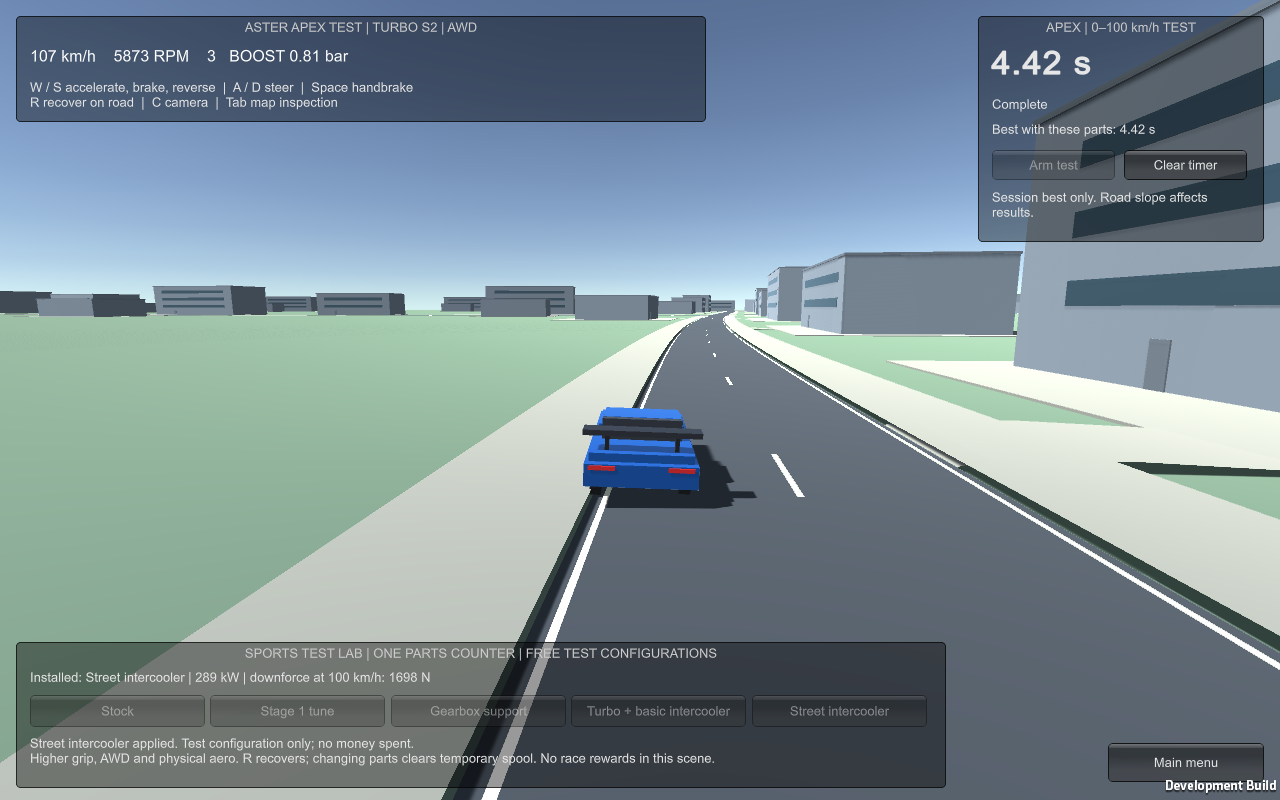 ASTER APEX TEST | TURBO S2 | AWD
107 km/h 5873 RPM 3 BOOST 0.81 bar
W / S accelerate, brake, reverse | A / D steer | Space handbrake
R recover on road | C camera | Tab map inspection
APEX | 0–100 km/h TEST
4.42 s
Complete
Best with these parts: 4.42 s
Arm test Clear timer
Session best only. Road slope affects
results.
SPORTS TEST LAB | ONE PARTS COUNTER | FREE TEST CONFIGURATIONS
Installed: Street intercooler | 289 kW | downforce at 100 km/h: 1698 N
Stock Stage 1 tune Gearbox support Turbo + basic intercooler Street intercooler
Street intercooler applied. Test configuration only; no money spent.
Higher grip, AWD and physical aero. R recovers; changing parts clears temporary spool. No race rewards in this scene.
Main menu
Development Build